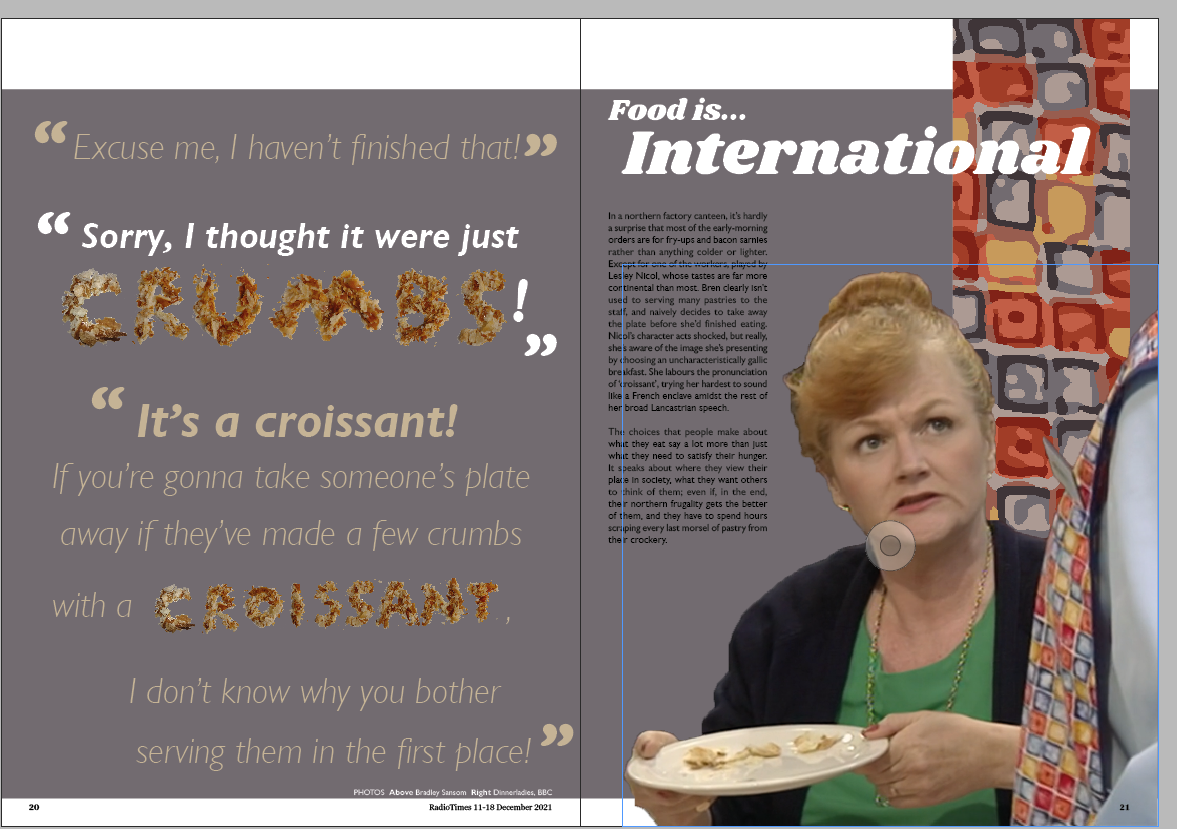 “Excuse me, I haven’t finished that!”
“Sorry, I thought it were just
CRUMBS!
”
“It’s a croissant!
If you’re gonna take someone’s plate
away if they’ve made a few crumbs
with a CROISSANT,
I don’t know why you bother
serving them in the first place!”
PHOTOS Above Bradley Sansom Right Dinnerladies, BBC
20
RadioTimes 11-18 December 2021
Food is...
International
In a northern factory canteen, it’s hardly
a surprise that most of the early-morning
orders are for fry-ups and bacon sarnies
rather than anything colder or lighter.
Except for one of the workers, played by
Lesley Nicol, whose tastes are far more
continental than most. Bren clearly isn’t
used to serving many pastries to the
staff, and naively decides to take away
the plate before she’d finished eating.
Nicol’s character acts shocked, but really,
she’s aware of the image she’s presenting
by choosing an uncharacteristically gallic
breakfast. She labours the pronunciation
of ‘croissant’, trying her hardest to sound
like a French enclave amidst the rest of
her broad Lancastrian speech.
The choices that people make about
what they eat say a lot more than just
what they need to satisfy their hunger.
It speaks about where they view their
place in society, what they want others
to think of them; even if, in the end,
their northern frugality gets the better
of them, and they have to spend hours
scraping every last morsel of pastry from
their crockery.
21